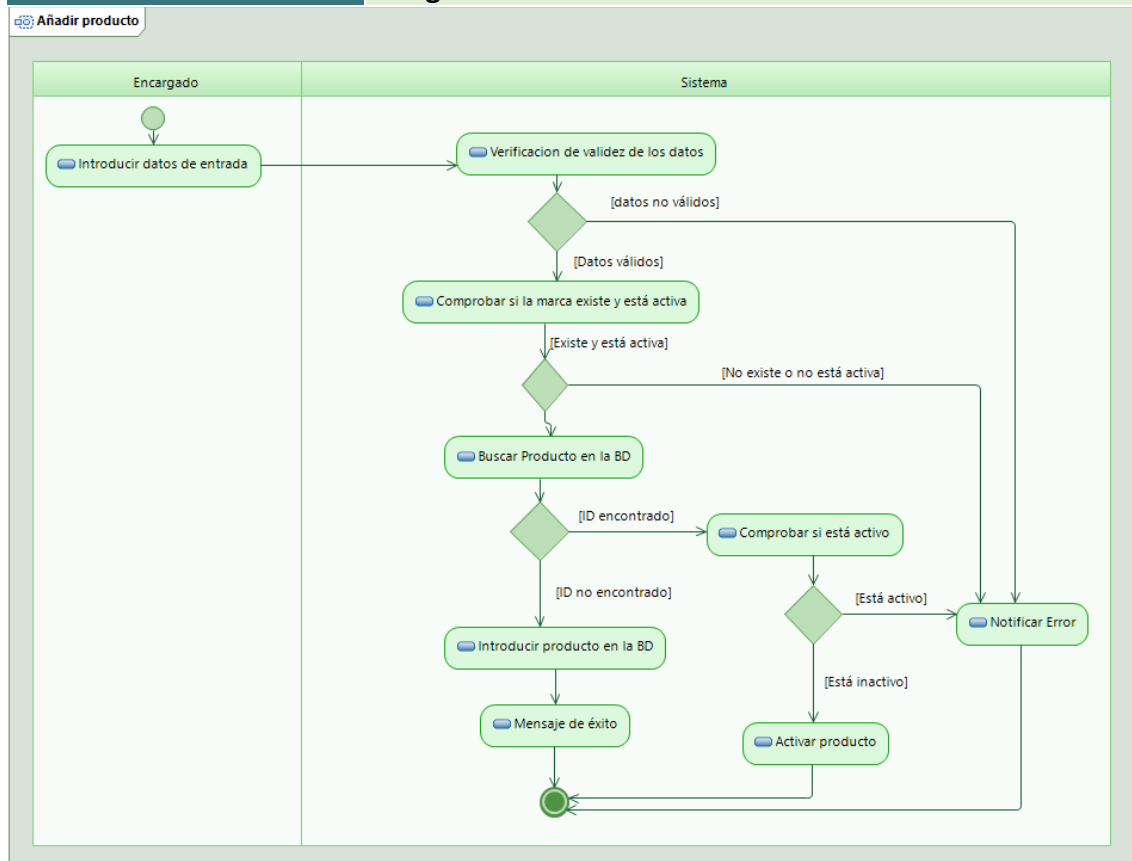 Añadir producto
Encargado
Sistema
Introducir datos de entrada
Verificacion de validez de los datos
[datos no válidos]
[Datos válidos]
Comprobar si la marca existe y está activa
[Existe y está activa]
[No existe o no está activa]
Buscar Producto en la BD
[ID encontrado]
Comprobar si está activo
[ID no encontrado]
[Está activo]
Notificar Error
Introducir producto en la BD
[Está inactivo]
Mensaje de éxito
Activar producto